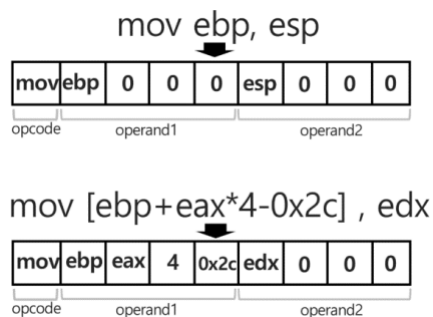 mov ebp, esp
mov ebp 0 0 0 esp 0 0 0
opcode operand1 operand2
mov [ebp+eax*4-0x2c] , edx
mov ebp eax 4 0x2c edx 0 0 0
opcode operand1 operand2